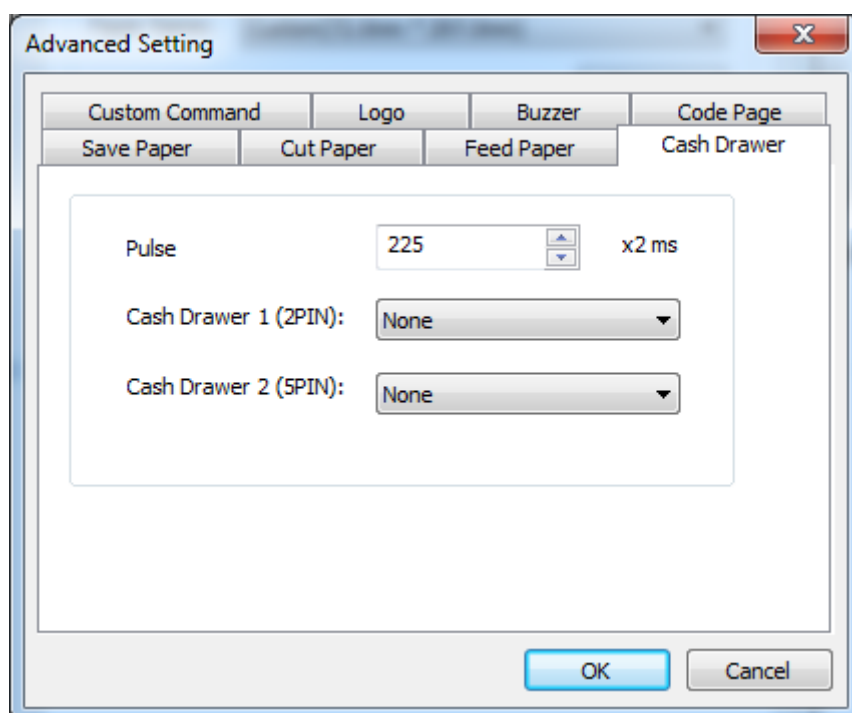 Advanced Setting
Custom Command Logo Buzzer Code Page
Save Paper Cut Paper Feed Paper Cash Drawer
Pulse 225 x2 ms
Cash Drawer 1 (2PIN): None
Cash Drawer 2 (5PIN): None
OK Cancel